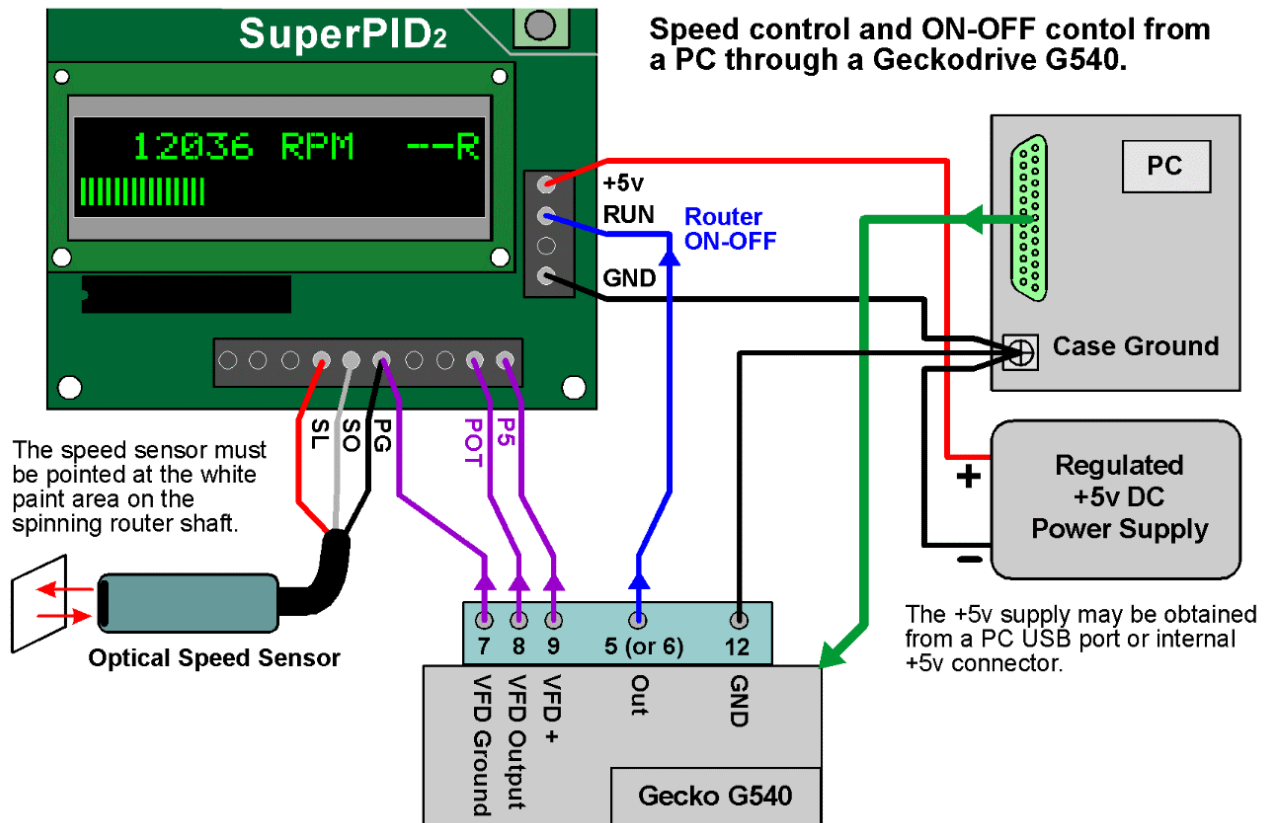 SuperPID2
Speed control and ON-OFF contol from
a PC through a Geckodrive G540.
12036 RPM --R
+5v
RUN
GND
Router
ON-OFF
PC
Case Ground
SL
SO
PG
POT
P5
The speed sensor must
be pointed at the white
paint area on the
spinning router shaft.
Optical Speed Sensor
+
Regulated
+5v DC
Power Supply
–
The +5v supply may be obtained
from a PC USB port or internal
+5v connector.
7 8 9 5 (or 6) 12
VFD Ground
VFD Output
VFD +
Out
GND
Gecko G540